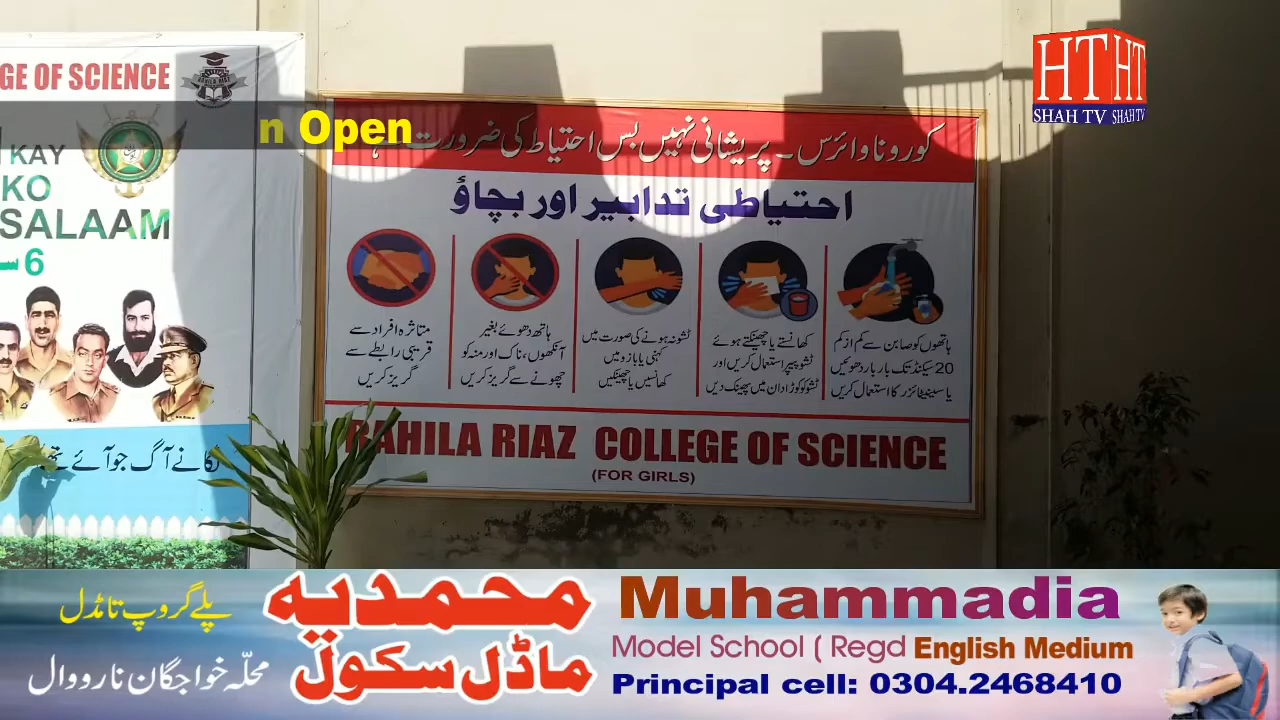 GE OF SCIENCE
n Open
KAY
KO
SALAAM
6
HT HT
SHAH TV SHAH TV
کورونا وائرس۔ پریشانی نہیں بس احتیاط کی ضرورت ہے
احتیاطی تدابیر اور بچاؤ
ہاتھوں کو صابن سے کم از کم
20 سیکنڈ تک بار بار دھوئیں
یا سینیٹائزر کا استعمال کریں
کھانستے یا چھینکتے ہوئے
ٹشو پیپر استعمال کریں اور
ٹشو کو کوڑا دان میں پھینک دیں
ٹشو نہ ہونے کی صورت میں
کہنی یا بازو میں
کھانسیں یا چھینکیں
ہاتھ دھوئے بغیر
آنکھوں، ناک اور منہ کو
چھونے سے گریز کریں
متاثرہ افراد سے
قریبی رابطے سے
گریز کریں
RAHILA RIAZ COLLEGE OF SCIENCE
(FOR GIRLS)
پلے گروپ تا مڈل
محلّہ خواجگان نارووال
محمدیہ
ماڈل سکول
Muhammadia
Model School ( Regd English Medium
Principal cell: 0304.2468410